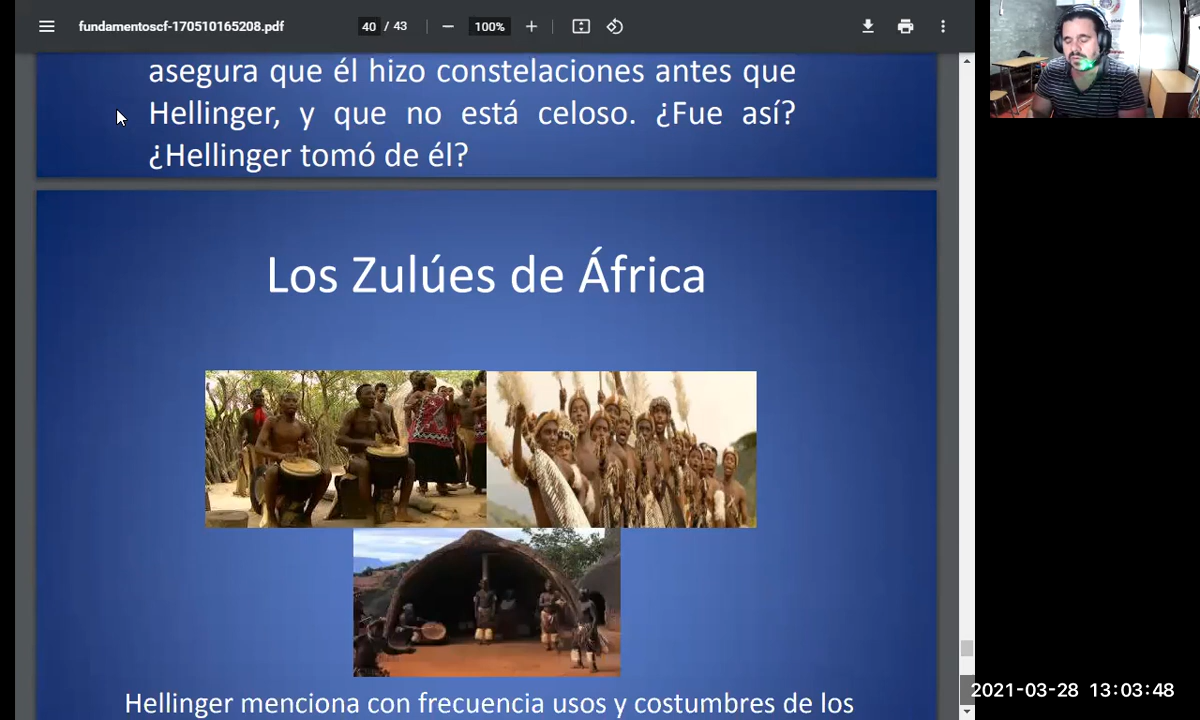 fundamentoscf-170510165208.pdf
40 / 43
100%
asegura que él hizo constelaciones antes que
Hellinger, y que no está celoso. ¿Fue así?
¿Hellinger tomó de él?
Los Zulúes de África
Hellinger menciona con frecuencia usos y costumbres de los
2021-03-28 13:03:48